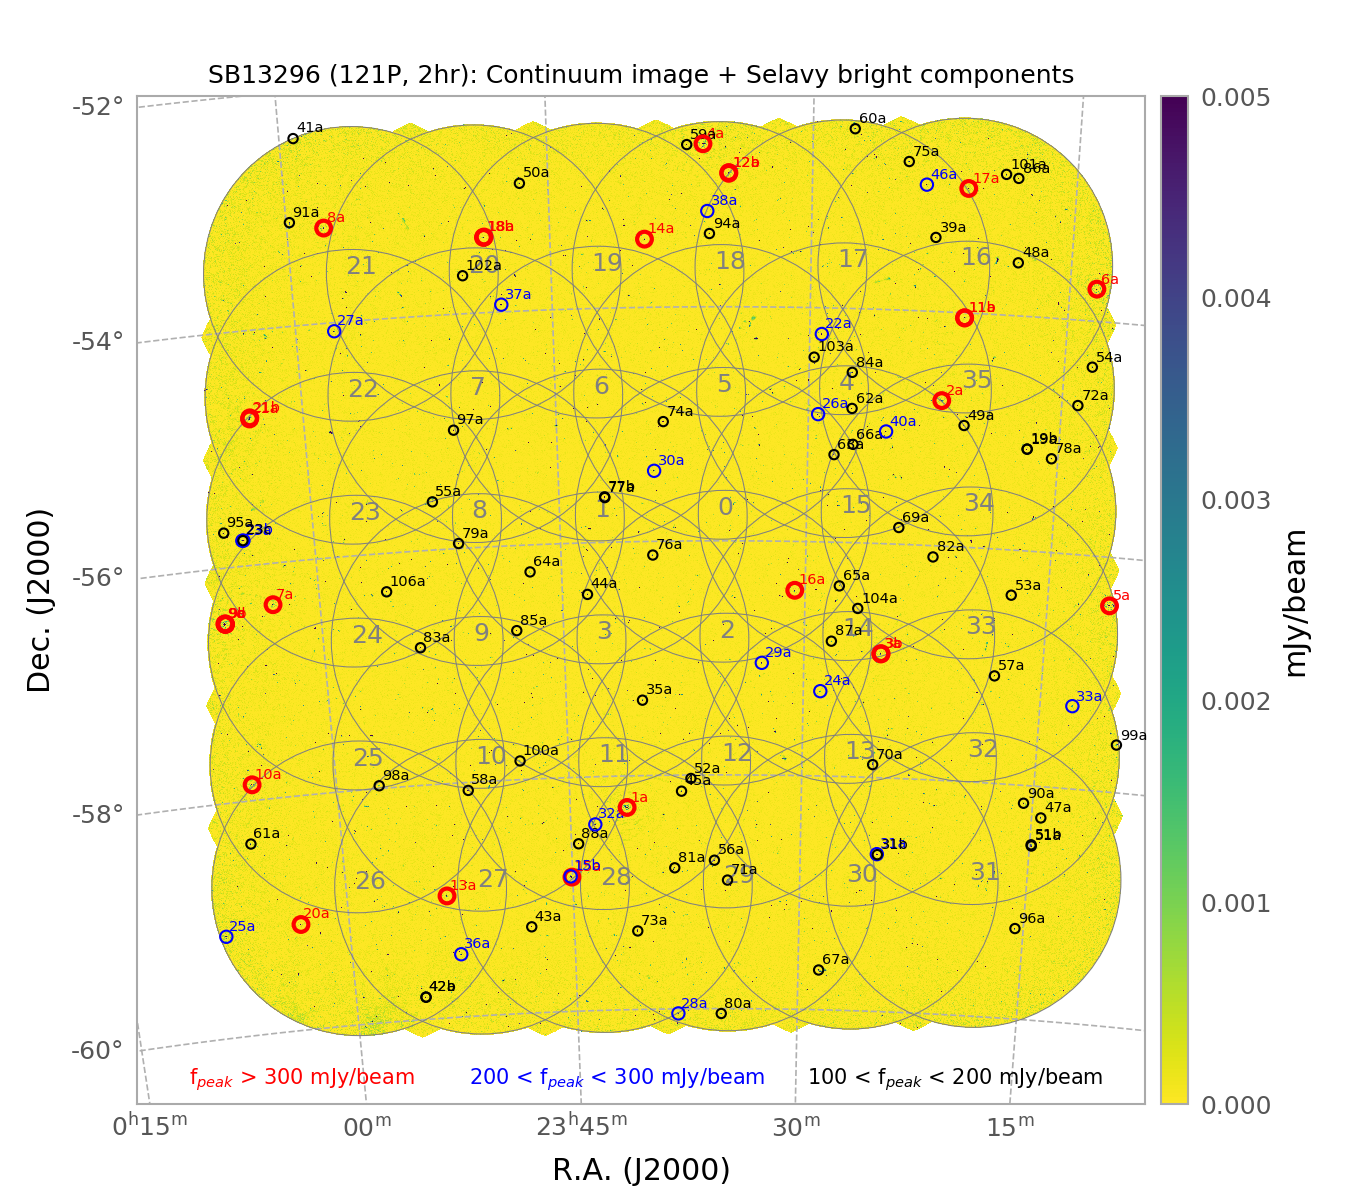 SB13296 (121P, 2hr): Continuum image + Selavy bright components
-52°
-54°
-56°
-58°
-60°
Dec. (J2000)
41a
59a
60a
12b
75a
101a
86a
50a
46a
17a
38a
91a
8a
18b
14a
94a
39a
21
19
18
17
16
48a
102a
6a
37a
11b
27a
22a
103a
84a
54a
22
7
6
5
4
35
2a
72a
26a
62a
74a
49a
40a
97a
66a
19b
78a
30a
77b
55a
23
8
1
0
15
34
69a
95a
79a
76a
82a
64a
65a
16a
106a
44a
53a
7a
104a
5a
85a
24
9
3
2
14
33
87a
83a
3b
29a
57a
24a
35a
33a
99a
25
10
11
12
13
32
100a
70a
52a
45a
10a
98a
58a
1a
90a
47a
32a
61a
88a
51b
31b
56a
81a
15b
71a
26
27
28
29
30
31
13a
20a
43a
73a
96a
25a
36a
67a
42b
28a
80a
f_peak > 300 mJy/beam
200 < f_peak < 300 mJy/beam
100 < f_peak < 200 mJy/beam
0h15m
00m
23h45m
30m
15m
R.A. (J2000)
0.005
0.004
0.003
0.002
0.001
0.000
mJy/beam